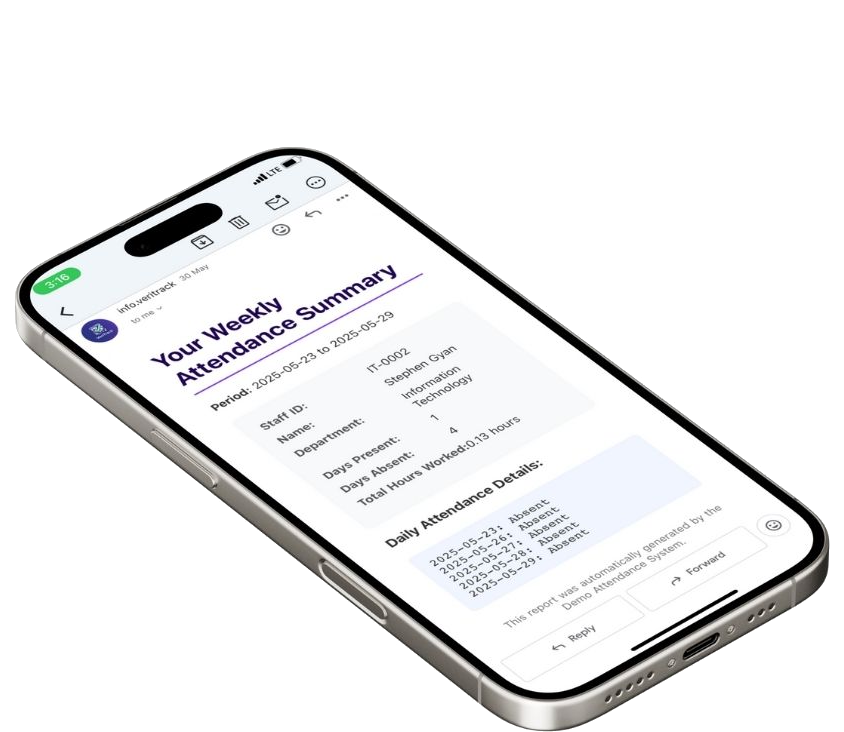 LTE
3:16
info.veritrack 30 May
to me
Your Weekly
Attendance Summary
Period: 2025-05-23 to 2025-05-29
Staff ID: IT-0002
Name: Stephen Gyan
Department: Information
Technology
Days Present: 1
Days Absent: 4
Total Hours Worked:0.13 hours
Daily Attendance Details:
2025-05-23: Absent
2025-05-26: Absent
2025-05-27: Absent
2025-05-28: Absent
2025-05-29: Absent
This report was automatically generated by the
Demo Attendance System.
Reply
Forward